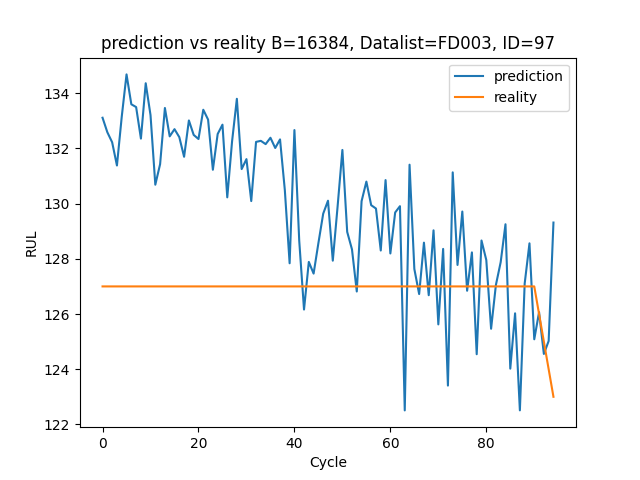 prediction vs reality B=16384, Datalist=FD003, ID=97
prediction
reality
134
132
130
128
126
124
122
RUL
0 20 40 60 80
Cycle